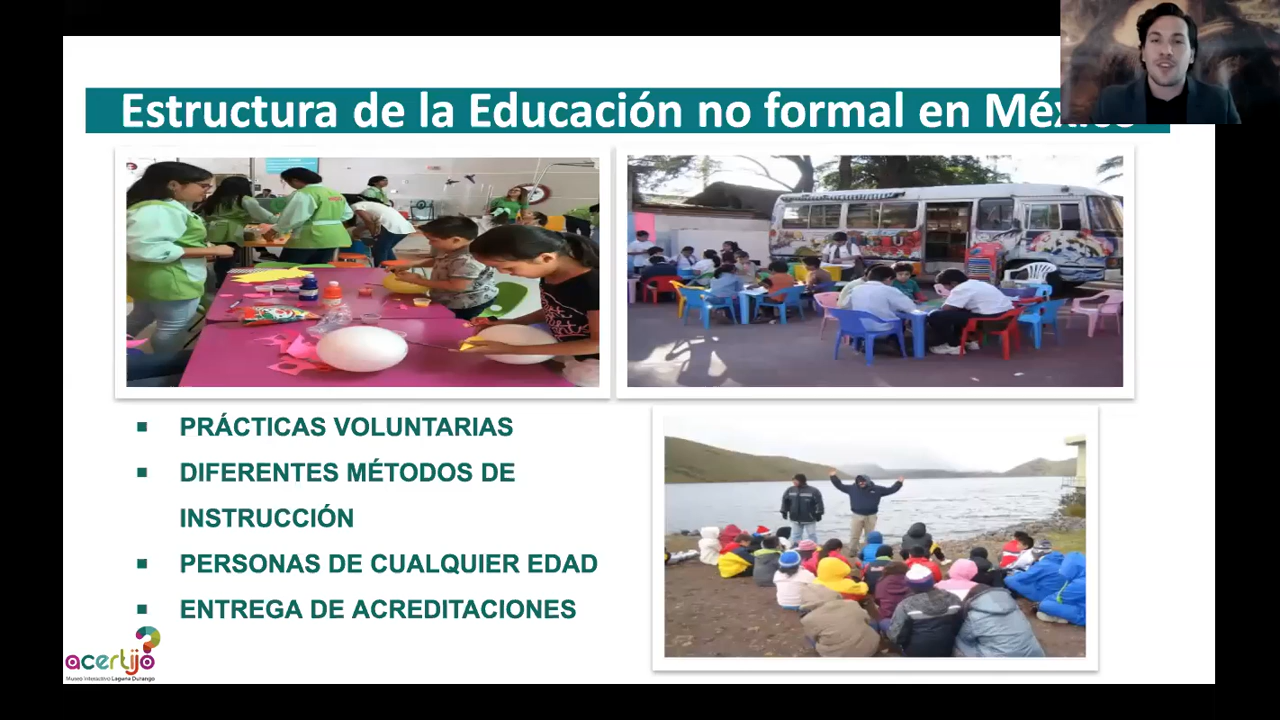 Estructura de la Educación no formal en México
PRÁCTICAS VOLUNTARIAS
DIFERENTES MÉTODOS DE
INSTRUCCIÓN
PERSONAS DE CUALQUIER EDAD
ENTREGA DE ACREDITACIONES
acertijo
Museo Interactivo Laguna Durango